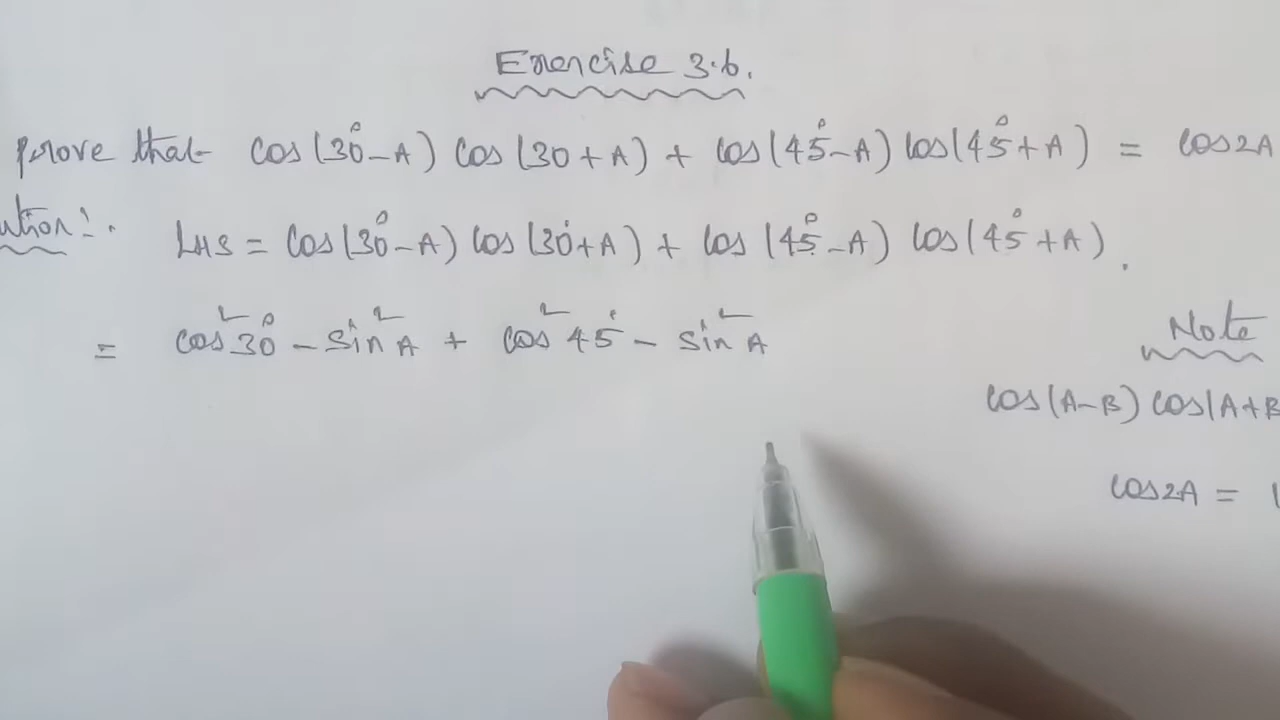 Exercise 3.6.
Prove that cos(30°-A) cos(30+A) + cos(45°-A) cos(45°+A) = cos2A
ution:-
LHS = cos(30°-A) cos(30°+A) + cos(45°-A) cos(45°+A).
= cos²30° - sin²A + cos²45° - sin²A
Note
cos(A-B) cos(A+B
cos2A =